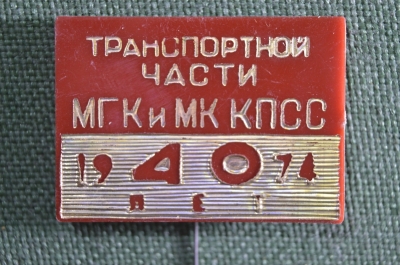 ТРАНСПОРТНОЙ
ЧАСТИ
МГК и МК КПСС
19 40 74
ЛЕТ